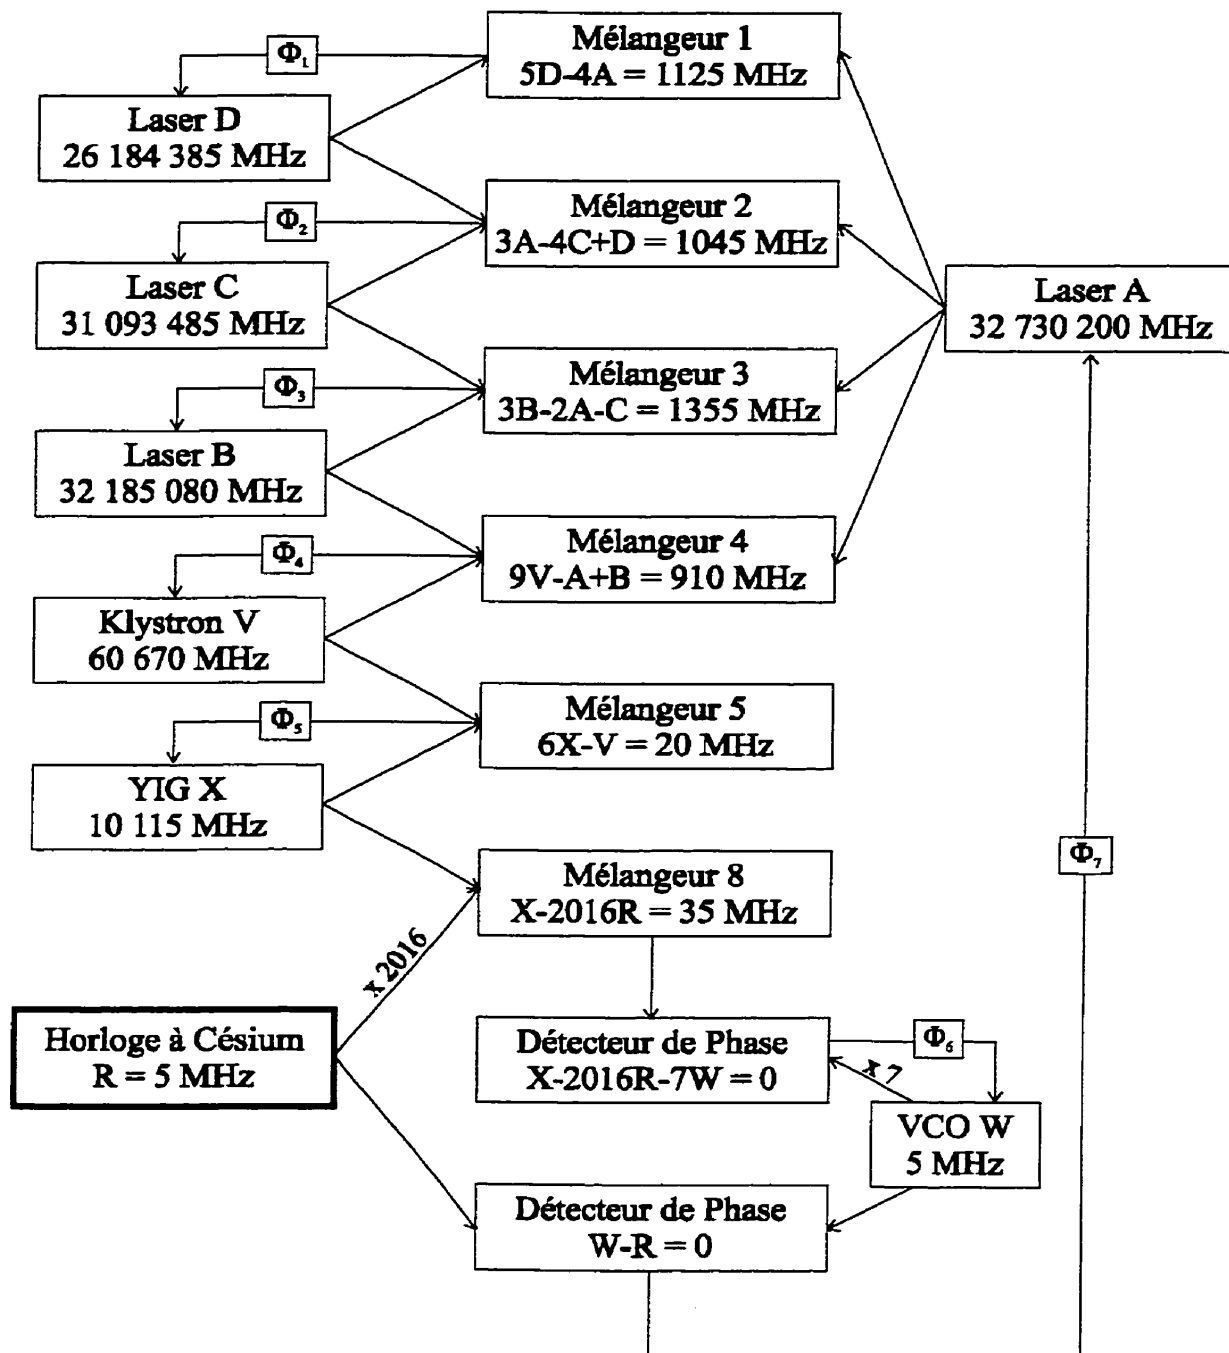 Φ₁
Mélangeur 1
5D-4A = 1125 MHz
Laser D
26 184 385 MHz
Φ₂
Mélangeur 2
3A-4C+D = 1045 MHz
Laser C
31 093 485 MHz
Laser A
32 730 200 MHz
Φ₃
Mélangeur 3
3B-2A-C = 1355 MHz
Laser B
32 185 080 MHz
Φ₄
Mélangeur 4
9V-A+B = 910 MHz
Klystron V
60 670 MHz
Φ₅
Mélangeur 5
6X-V = 20 MHz
YIG X
10 115 MHz
Φ₇
Mélangeur 8
X-2016R = 35 MHz
x 2016
Horloge à Césium
R = 5 MHz
Détecteur de Phase
X-2016R-7W = 0
Φ₆
x 7
VCO W
5 MHz
Détecteur de Phase
W-R = 0